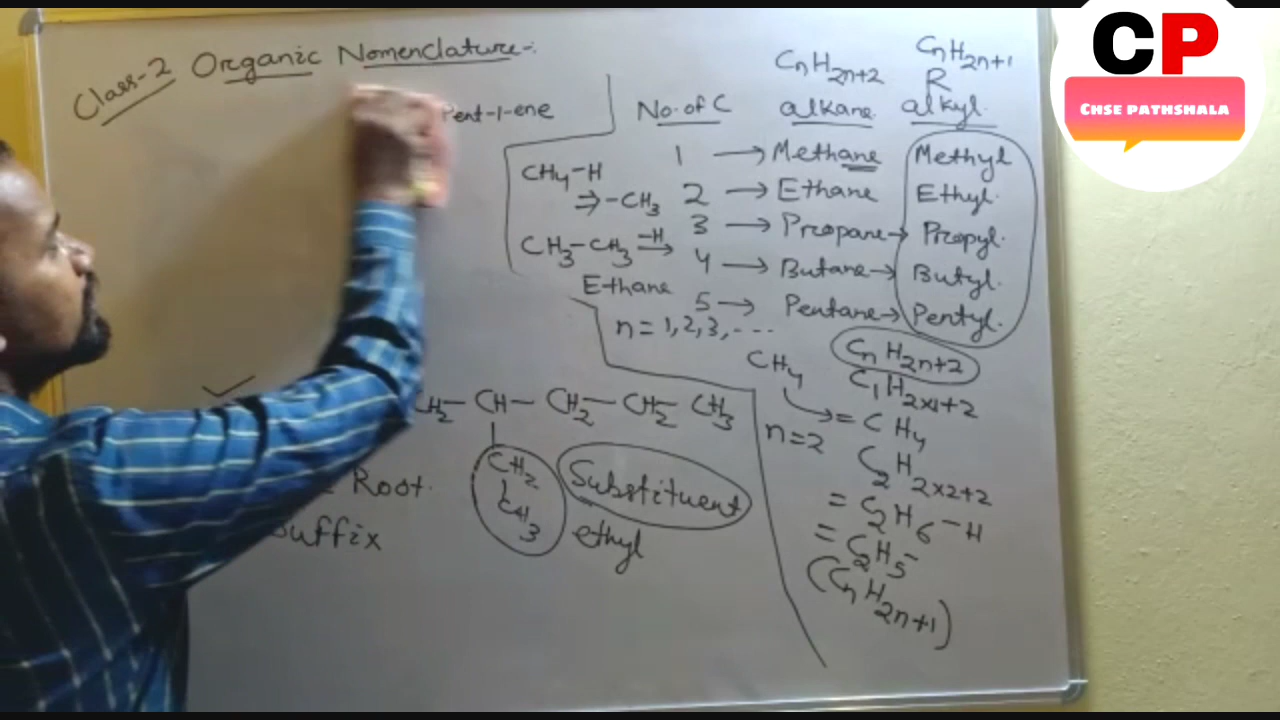 Class-2 Organic Nomenclature-:
CnH2n+2 CnH2n+1
R
Pent-1-ene No. of C alkane alkyl.
CH4-H 1 → Methane Methyl
⇒ -CH3 2 → Ethane Ethyl.
3 → Propane → Propyl.
CH3-CH3 -H→ 4 → Butane → Butyl.
Ethane 5 → Pentane → Pentyl.
n=1,2,3,---
CnH2n+2
CH4 C1H2×1+2
= CH4
CH2-CH-CH2-CH2-CH3 n=2
CH2 Substituent C2H2×2+2
CH3 = C2H6-H
Root. = C2H5-
Suffix ethyl (CnH2n+1)
CP
CHSE PATHSHALA